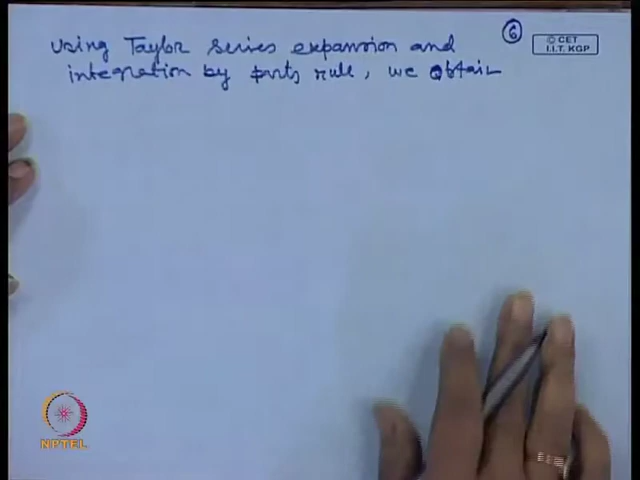 using Taylor series expansion and
integration by parts rule, we obtain
6
© CET
I.I.T. KGP
NPTEL